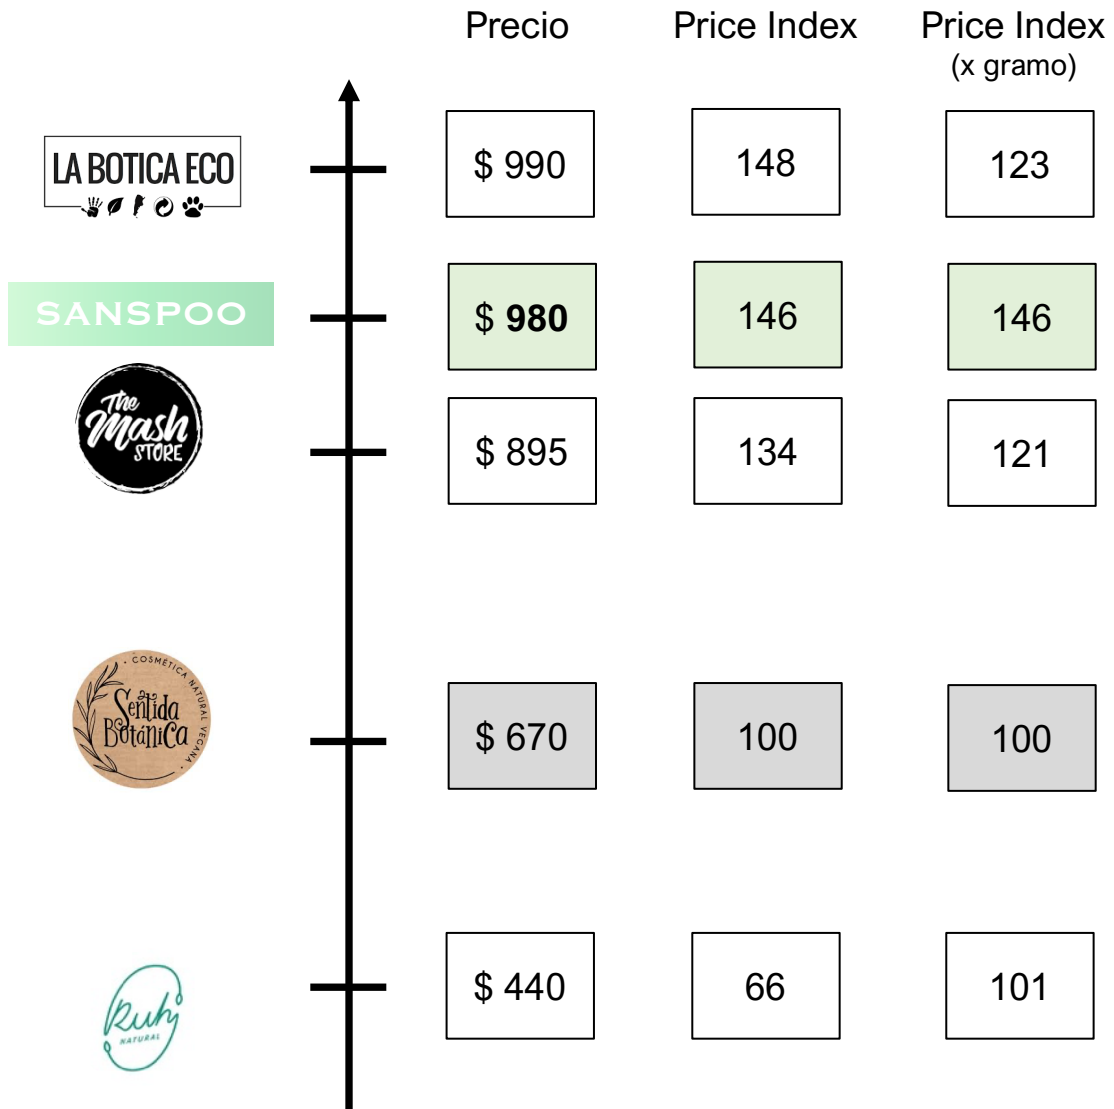 Precio Price Index Price Index
(x gramo)
LA BOTICA ECO
$ 990 148 123
SANSPOO
$ 980 146 146
The
Mash
STORE
$ 895 134 121
• COSMÉTICA NATURAL VEGANA •
Sentida
Botánica
$ 670 100 100
Ruhj
NATURAL
$ 440 66 101